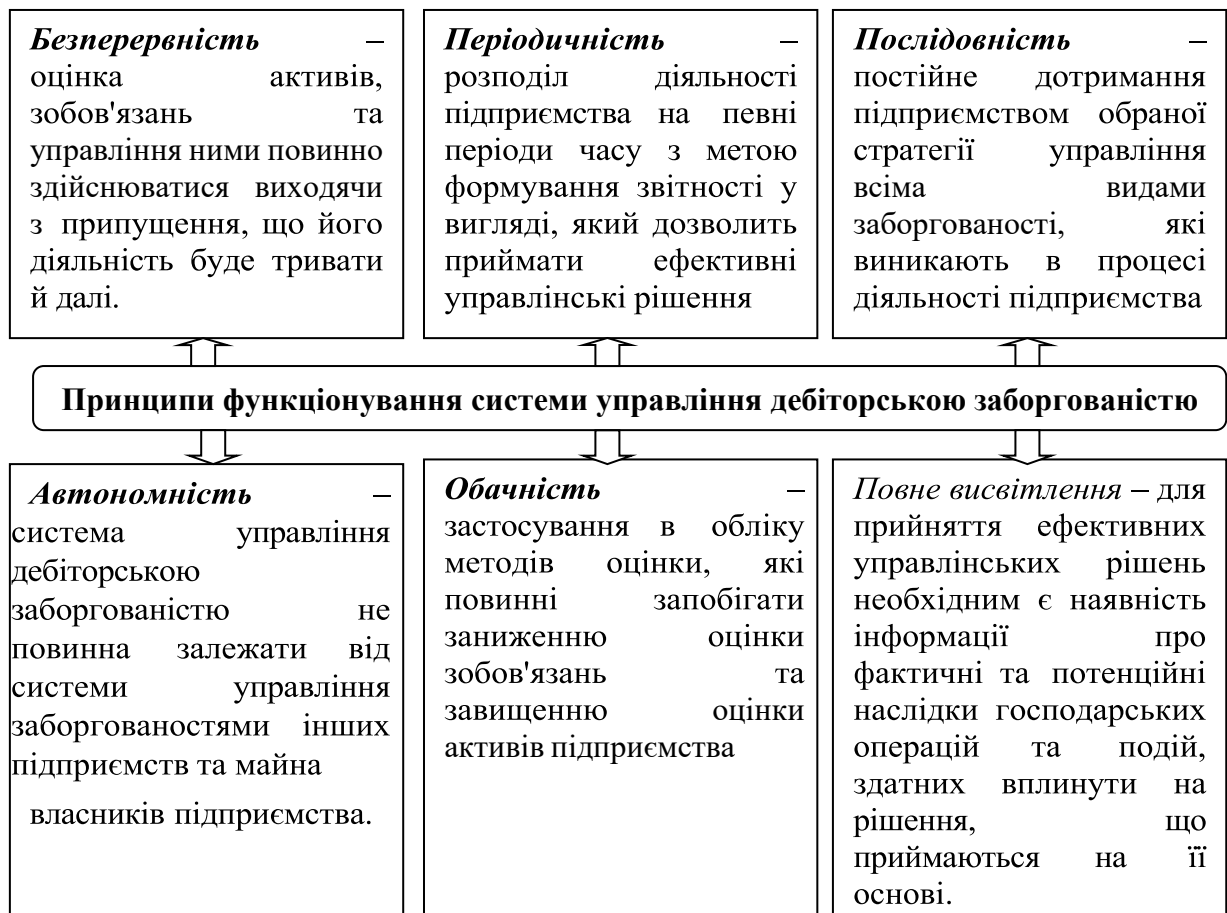 Безперервність –
оцінка активів,
зобов'язань та
управління ними повинно
здійснюватися виходячи
з припущення, що його
діяльність буде тривати
й далі.
Періодичність –
розподіл діяльності
підприємства на певні
періоди часу з метою
формування звітності у
вигляді, який дозволить
приймати ефективні
управлінські рішення
Послідовність –
постійне дотримання
підприємством обраної
стратегії управління
всіма видами
заборгованості, які
виникають в процесі
діяльності підприємства
Принципи функціонування системи управління дебіторською заборгованістю
Автономність –
система управління
дебіторською
заборгованістю не
повинна залежати від
системи управління
заборгованостями інших
підприємств та майна
власників підприємства.
Обачність –
застосування в обліку
методів оцінки, які
повинні запобігати
заниженню оцінки
зобов'язань та
завищенню оцінки
активів підприємства
Повне висвітлення – для
прийняття ефективних
управлінських рішень
необхідним є наявність
інформації про
фактичні та потенційні
наслідки господарських
операцій та подій,
здатних вплинути на
рішення, що
приймаються на її
основі.